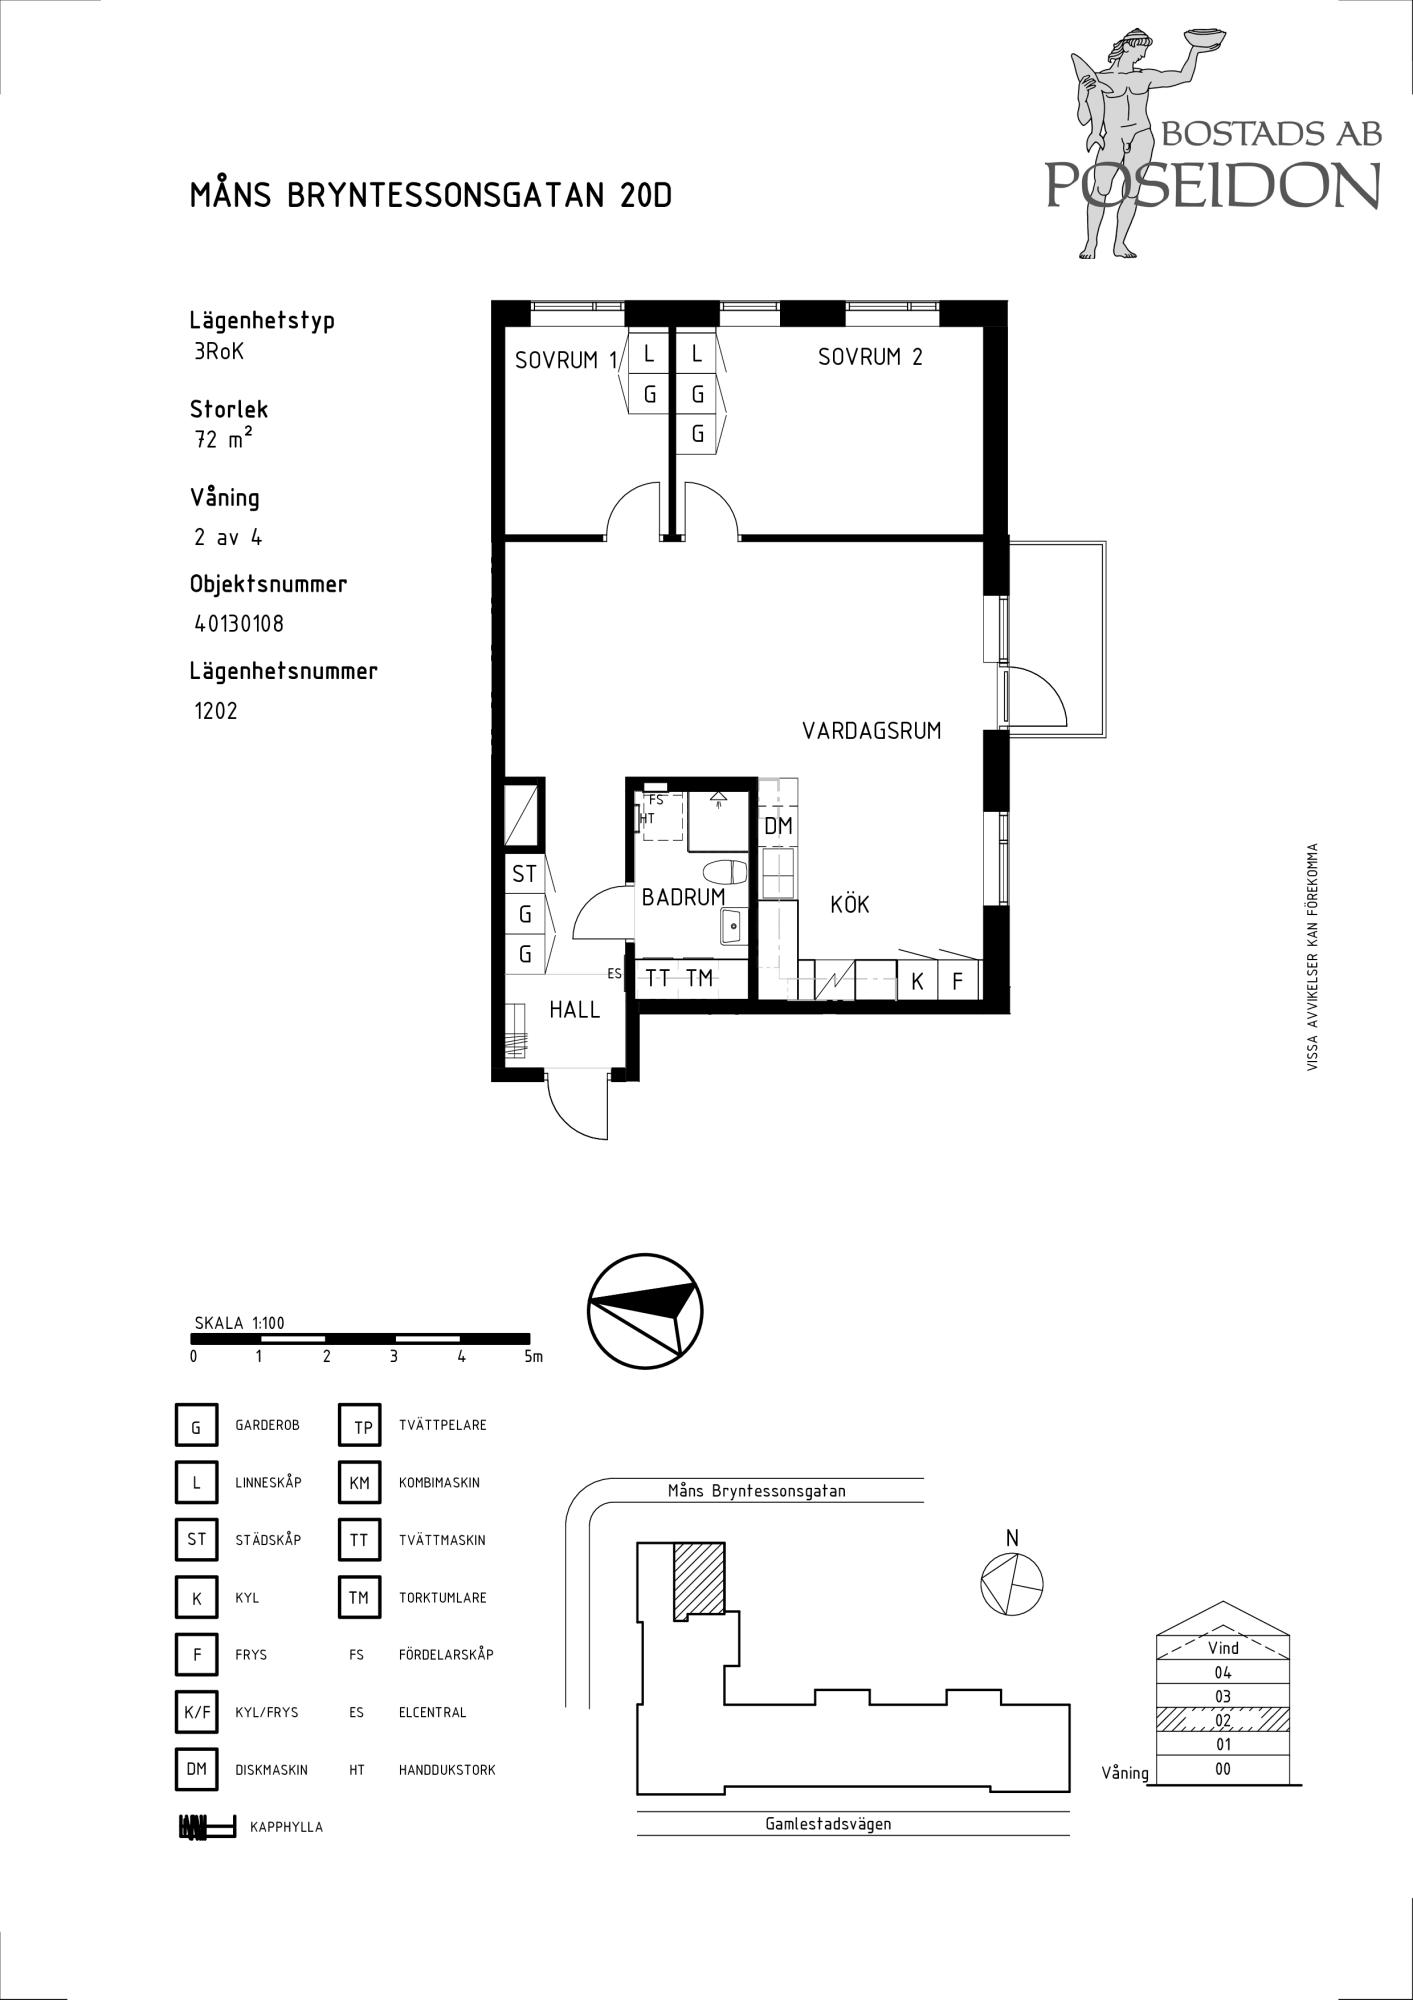 BOSTADS AB
POSEIDON
MÅNS BRYNTESSONSGATAN 20D
Lägenhetstyp
3RoK
Storlek
72 m²
Våning
2 av 4
Objektsnummer
40130108
Lägenhetsnummer
1202
SOVRUM 1
L
G
L
G
G
SOVRUM 2
VARDAGSRUM
FS
HT
DM
ST
G
G
BADRUM
KÖK
ES
TT
TM
K
F
HALL
VISSA AVVIKELSER KAN FÖREKOMMA
SKALA 1:100
0 1 2 3 4 5m
G GARDEROB
TP TVÄTTPELARE
L LINNESKÅP
KM KOMBIMASKIN
ST STÄDSKÅP
TT TVÄTTMASKIN
K KYL
TM TORKTUMLARE
F FRYS
FS FÖRDELARSKÅP
K/F KYL/FRYS
ES ELCENTRAL
DM DISKMASKIN
HT HANDDUKSTORK
KAPPHYLLA
Måns Bryntessonsgatan
N
Gamlestadsvägen
Vind
04
03
02
01
00
Våning